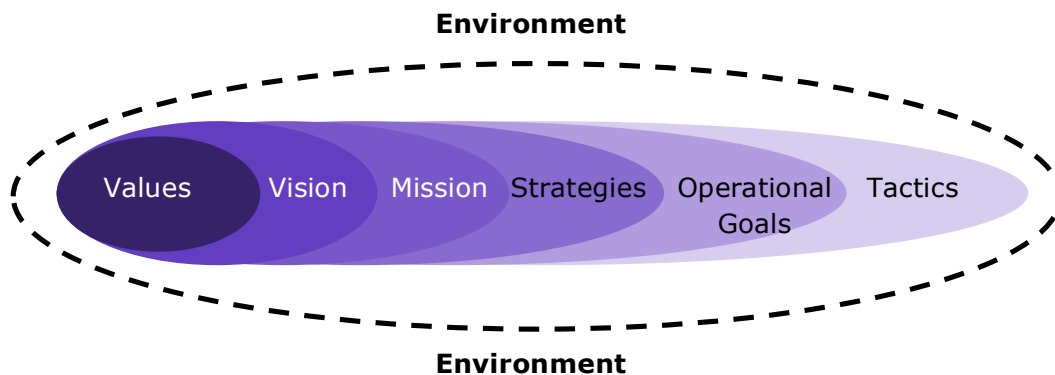 Environment
Values
Vision
Mission
Strategies
Operational
Goals
Tactics
Environment